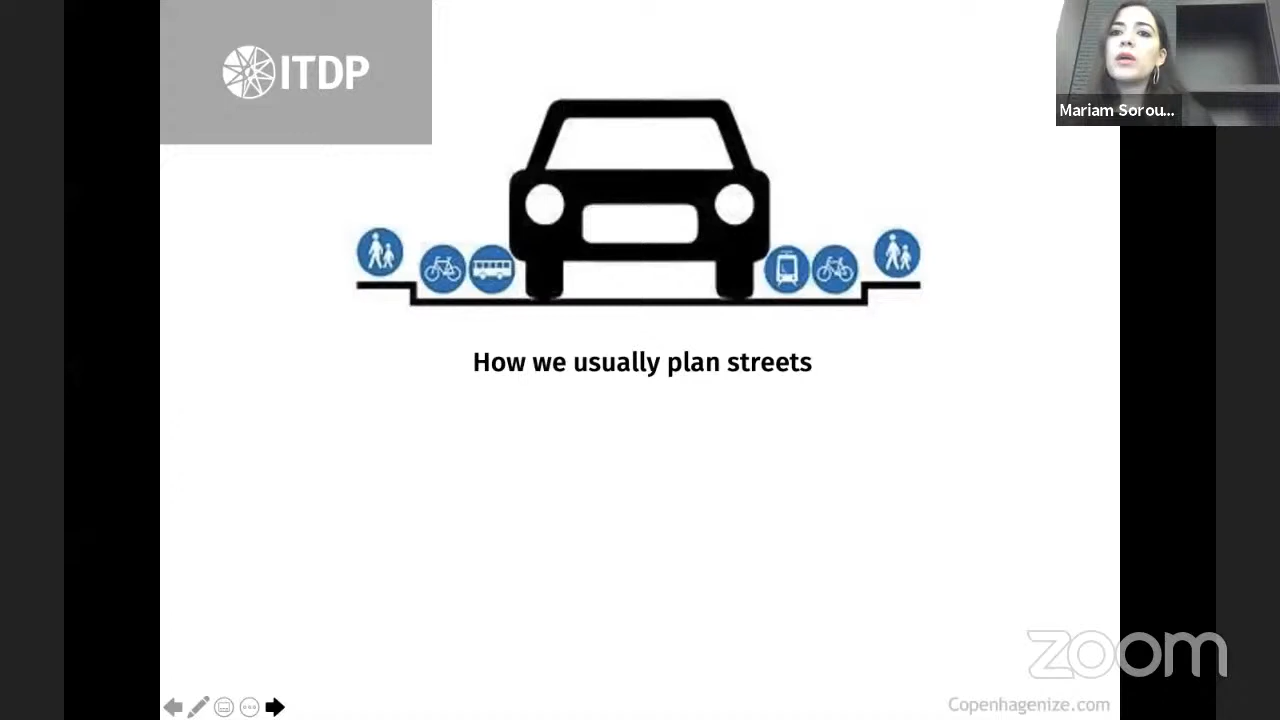 ITDP
Mariam Sorou...
How we usually plan streets
zoom
Copenhagenize.com